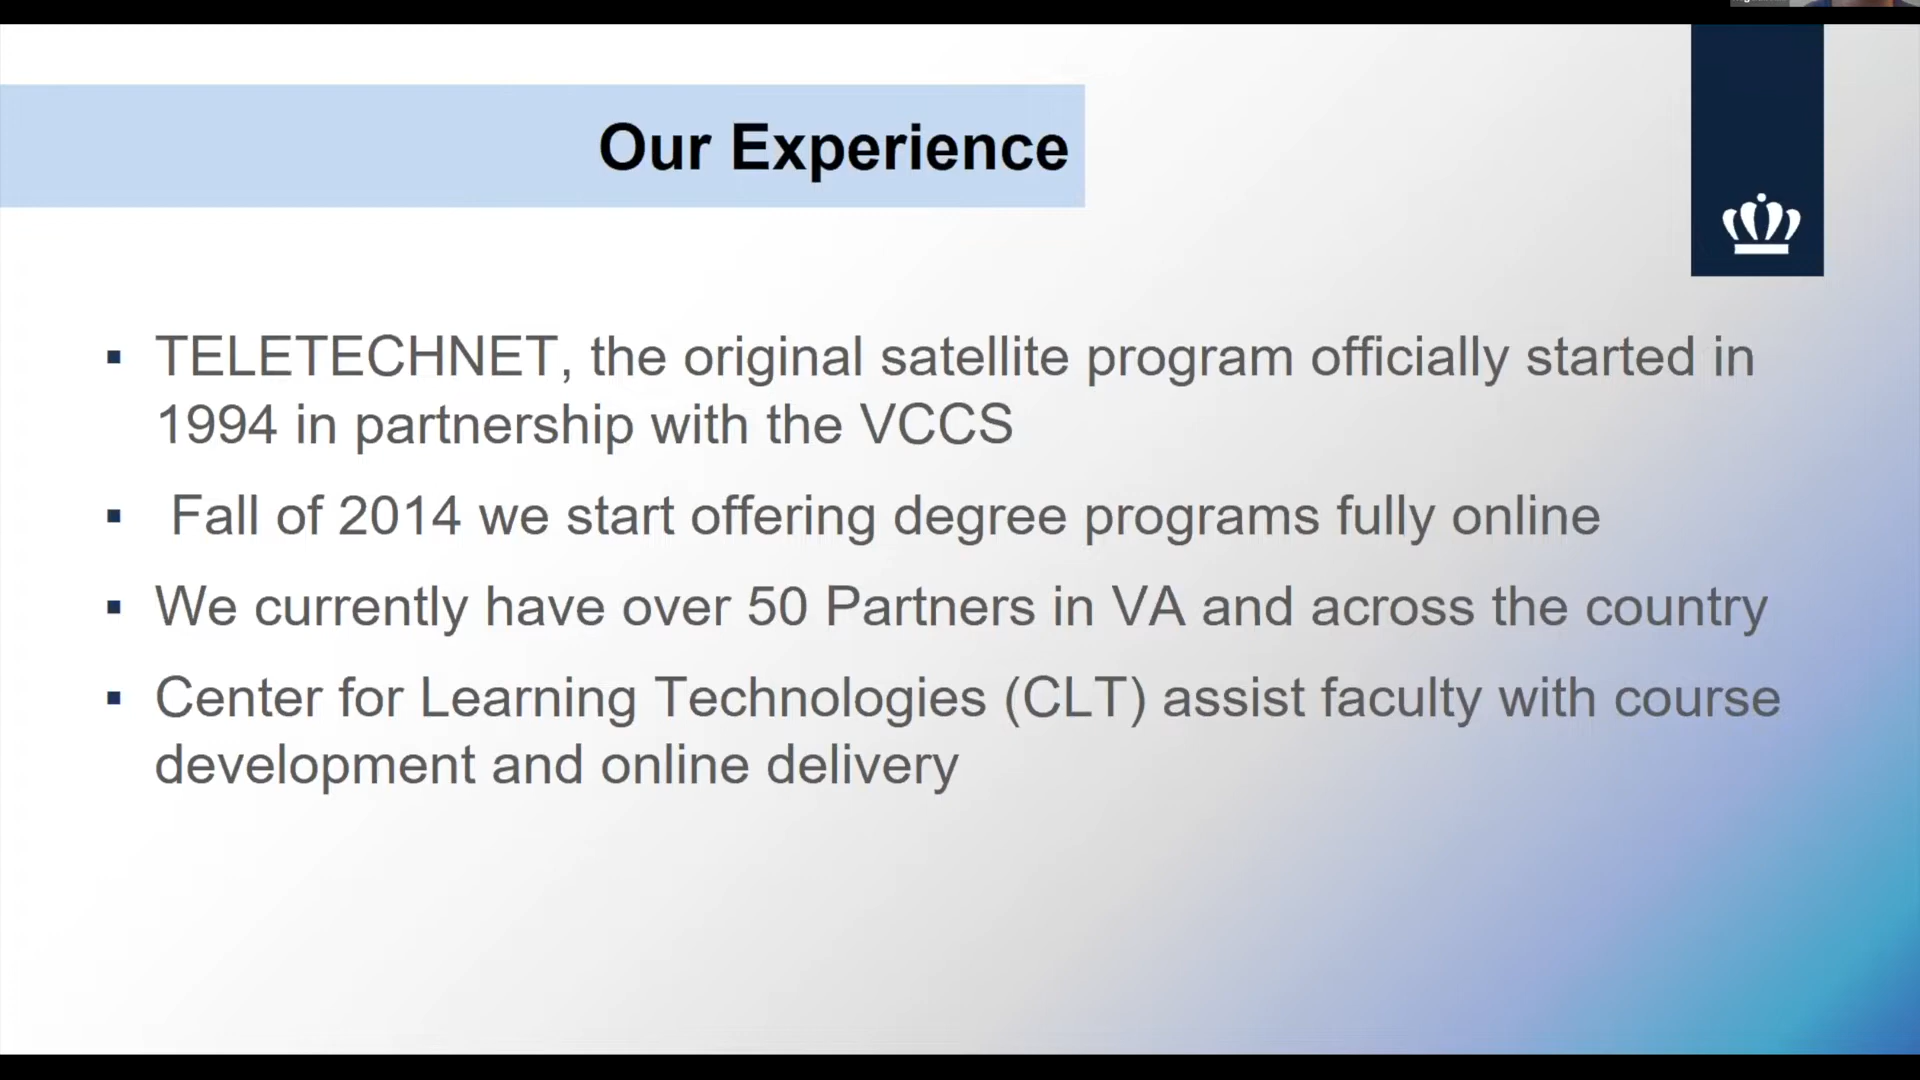 Our Experience
▪ TELETECHNET, the original satellite program officially started in
1994 in partnership with the VCCS
▪ Fall of 2014 we start offering degree programs fully online
▪ We currently have over 50 Partners in VA and across the country
▪ Center for Learning Technologies (CLT) assist faculty with course
development and online delivery